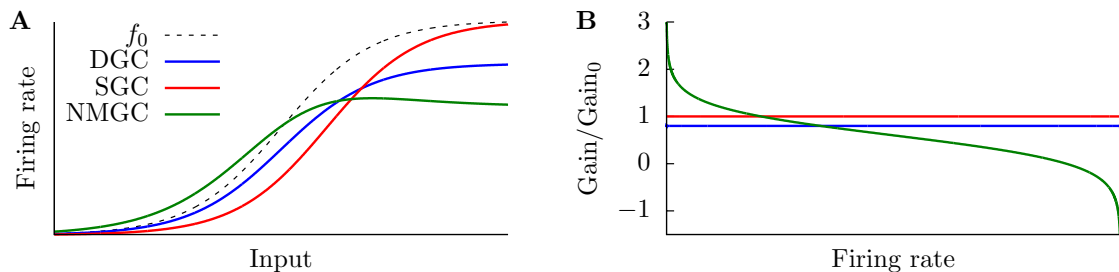 A
f0
DGC
SGC
NMGC
Firing rate
Input
B
3
2
1
0
−1
Gain/Gain0
Firing rate